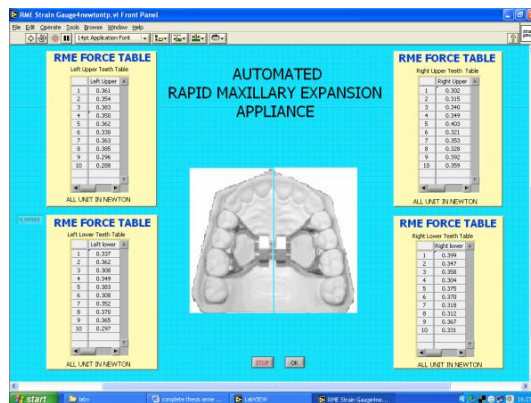 RME Strain Gauge4newtontp.vi Front Panel
File Edit Operate Tools Browse Window Help
14pt Application Font
AUTOMATED
RAPID MAXILLARY EXPANSION
APPLIANCE
RME FORCE TABLE
Left Upper Teeth Table
Left Upper
1 0.361
2 0.354
3 0.383
4 0.350
5 0.362
6 0.330
7 0.363
8 0.385
9 0.296
10 0.288
ALL UNIT IN NEWTON
RME FORCE TABLE
Right Upper Teeth Table
Right Upper
1 0.302
2 0.315
3 0.340
4 0.349
5 0.403
6 0.321
7 0.353
8 0.328
9 0.392
10 0.359
ALL UNIT IN NEWTON
RME FORCE TABLE
Left Lower Teeth Table
Left lower
1 0.337
2 0.362
3 0.308
4 0.349
5 0.383
6 0.308
7 0.352
8 0.370
9 0.365
10 0.297
ALL UNIT IN NEWTON
RME FORCE TABLE
Right Lower Teeth Table
Right lower
1 0.399
2 0.347
3 0.358
4 0.304
5 0.375
6 0.370
7 0.318
8 0.312
9 0.367
10 0.331
ALL UNIT IN NEWTON
STOP OK
start labv complete thesis arme ... LabVIEW RME Strain Gauge4ne...